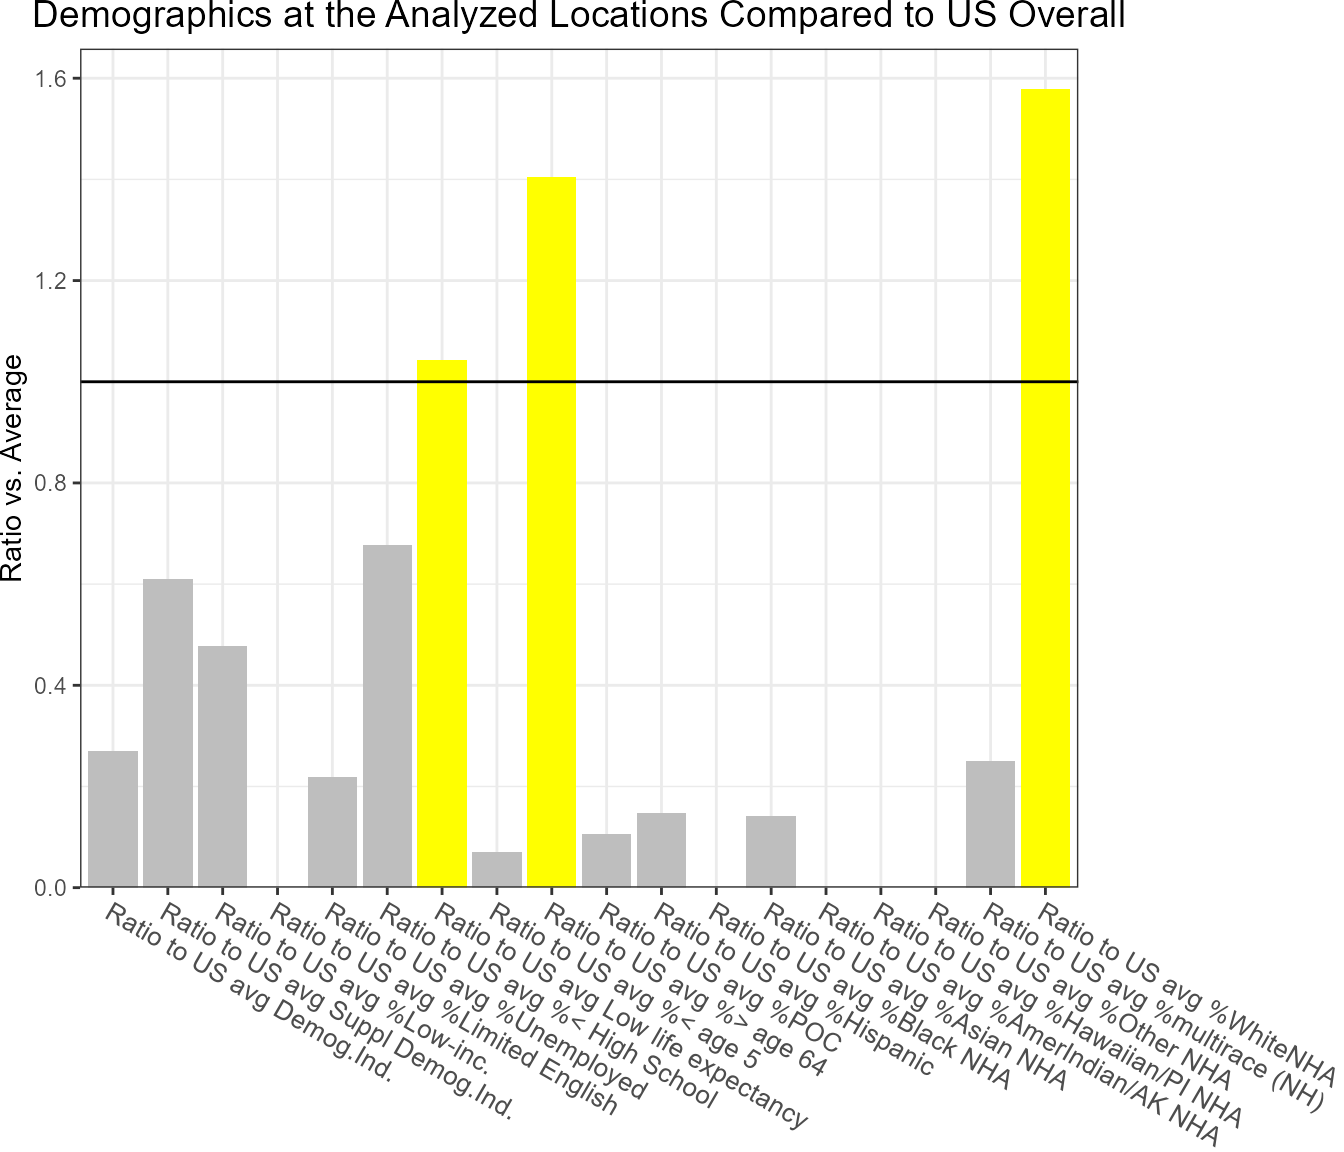 Demographics at the Analyzed Locations Compared to US Overall
Ratio vs. Average
1.6
1.2
0.8
0.4
0.0
Ratio to US avg Demog.Ind.
Ratio to US avg Suppl Demog.Ind.
Ratio to US avg %Low-inc.
Ratio to US avg %Limited English
Ratio to US avg %Unemployed
Ratio to US avg %< High School
Ratio to US avg Low life expectancy
Ratio to US avg %< age 5
Ratio to US avg %> age 64
Ratio to US avg %POC
Ratio to US avg %Hispanic
Ratio to US avg %Black NHA
Ratio to US avg %Asian NHA
Ratio to US avg %AmerIndian/AK NHA
Ratio to US avg %Hawaiian/PI NHA
Ratio to US avg %Other NHA
Ratio to US avg %multirace (NH)
Ratio to US avg %WhiteNHA